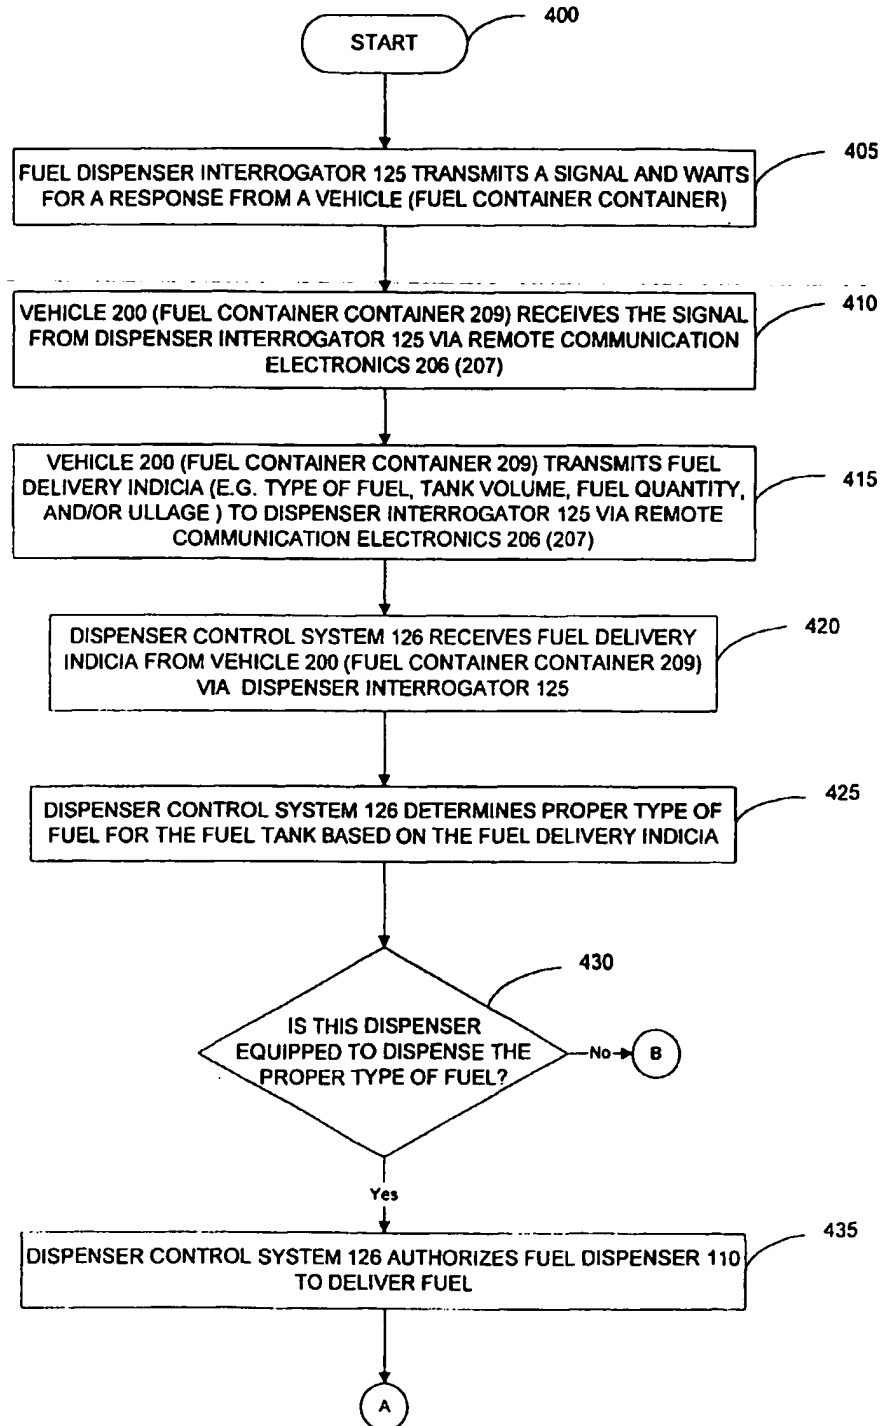 START
400
FUEL DISPENSER INTERROGATOR 125 TRANSMITS A SIGNAL AND WAITS
FOR A RESPONSE FROM A VEHICLE (FUEL CONTAINER CONTAINER)
405
VEHICLE 200 (FUEL CONTAINER CONTAINER 209) RECEIVES THE SIGNAL
FROM DISPENSER INTERROGATOR 125 VIA REMOTE COMMUNICATION
ELECTRONICS 206 (207)
410
VEHICLE 200 (FUEL CONTAINER CONTAINER 209) TRANSMITS FUEL
DELIVERY INDICIA (E.G. TYPE OF FUEL, TANK VOLUME, FUEL QUANTITY,
AND/OR ULLAGE ) TO DISPENSER INTERROGATOR 125 VIA REMOTE
COMMUNICATION ELECTRONICS 206 (207)
415
DISPENSER CONTROL SYSTEM 126 RECEIVES FUEL DELIVERY
INDICIA FROM VEHICLE 200 (FUEL CONTAINER CONTAINER 209)
VIA DISPENSER INTERROGATOR 125
420
DISPENSER CONTROL SYSTEM 126 DETERMINES PROPER TYPE OF
FUEL FOR THE FUEL TANK BASED ON THE FUEL DELIVERY INDICIA
425
IS THIS DISPENSER
EQUIPPED TO DISPENSE THE
PROPER TYPE OF FUEL?
430
No
B
Yes
DISPENSER CONTROL SYSTEM 126 AUTHORIZES FUEL DISPENSER 110
TO DELIVER FUEL
435
A